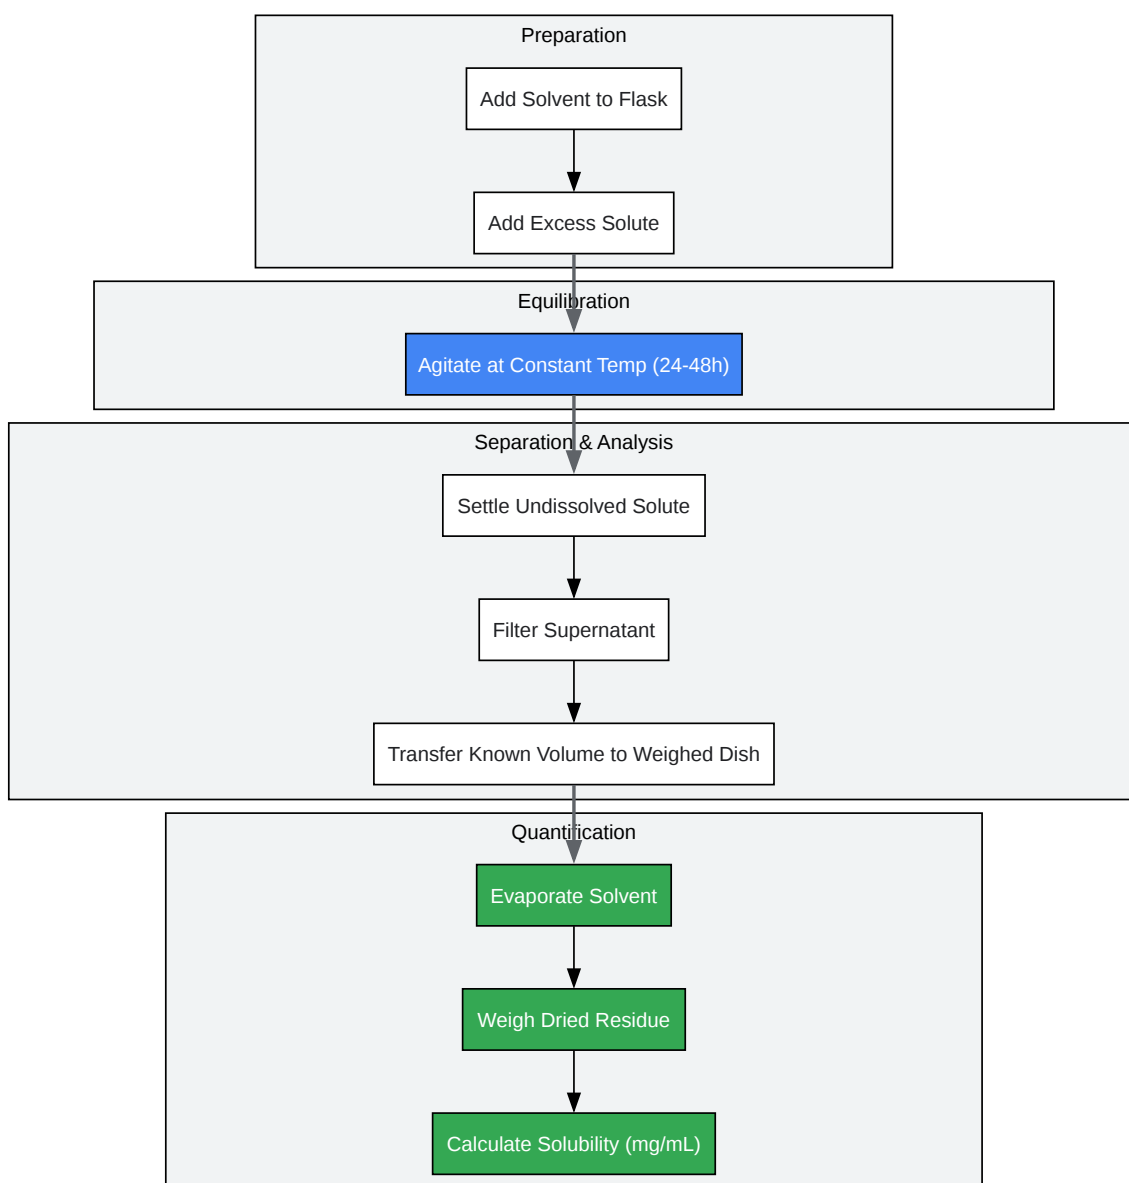 Preparation
Add Solvent to Flask
Add Excess Solute
Equilibration
Agitate at Constant Temp (24-48h)
Separation & Analysis
Settle Undissolved Solute
Filter Supernatant
Transfer Known Volume to Weighed Dish
Quantification
Evaporate Solvent
Weigh Dried Residue
Calculate Solubility (mg/mL)